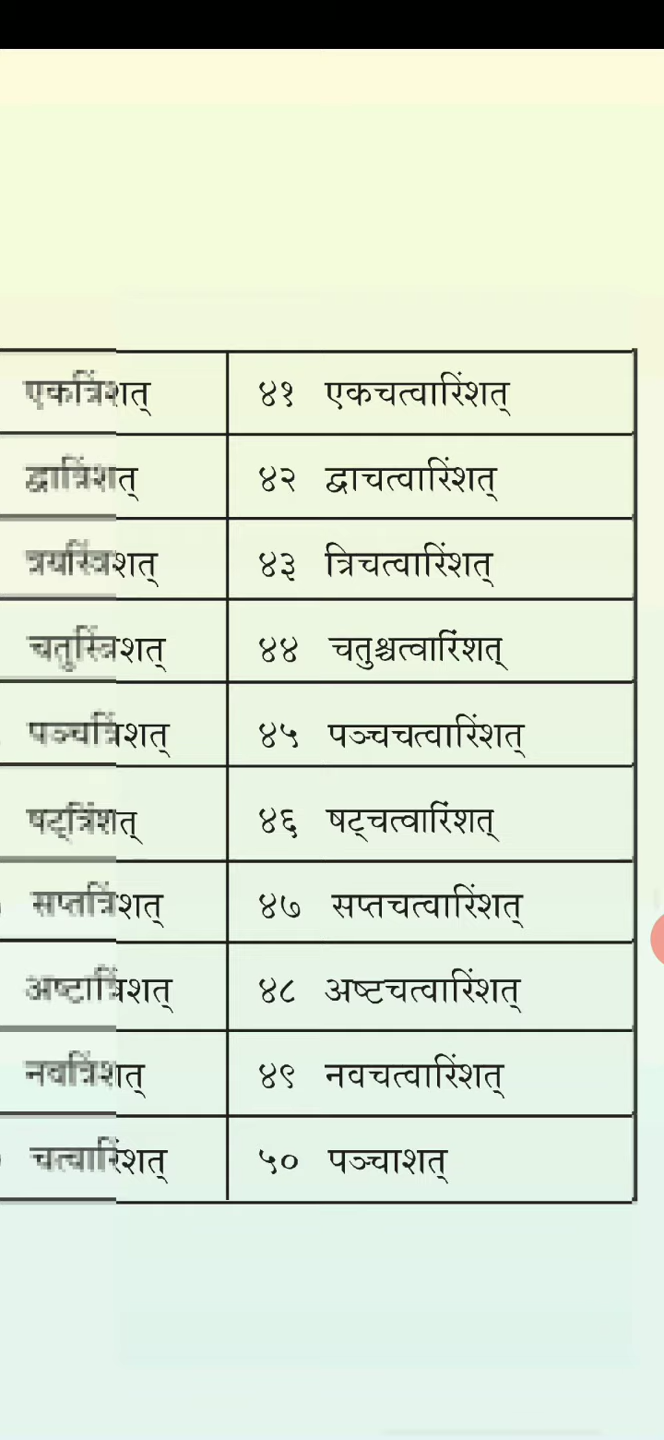 एकत्रिंशत् ४१ एकचत्वारिंशत्
द्वात्रिंशत् ४२ द्वाचत्वारिंशत्
त्रयस्त्रिंशत् ४३ त्रिचत्वारिंशत्
चतुस्त्रिंशत् ४४ चतुश्चत्वारिंशत्
पञ्चत्रिंशत् ४५ पञ्चचत्वारिंशत्
षट्त्रिंशत् ४६ षट्चत्वारिंशत्
सप्तत्रिंशत् ४७ सप्तचत्वारिंशत्
अष्टात्रिंशत् ४८ अष्टचत्वारिंशत्
नवत्रिंशत् ४९ नवचत्वारिंशत्
चत्वारिंशत् ५० पञ्चाशत्